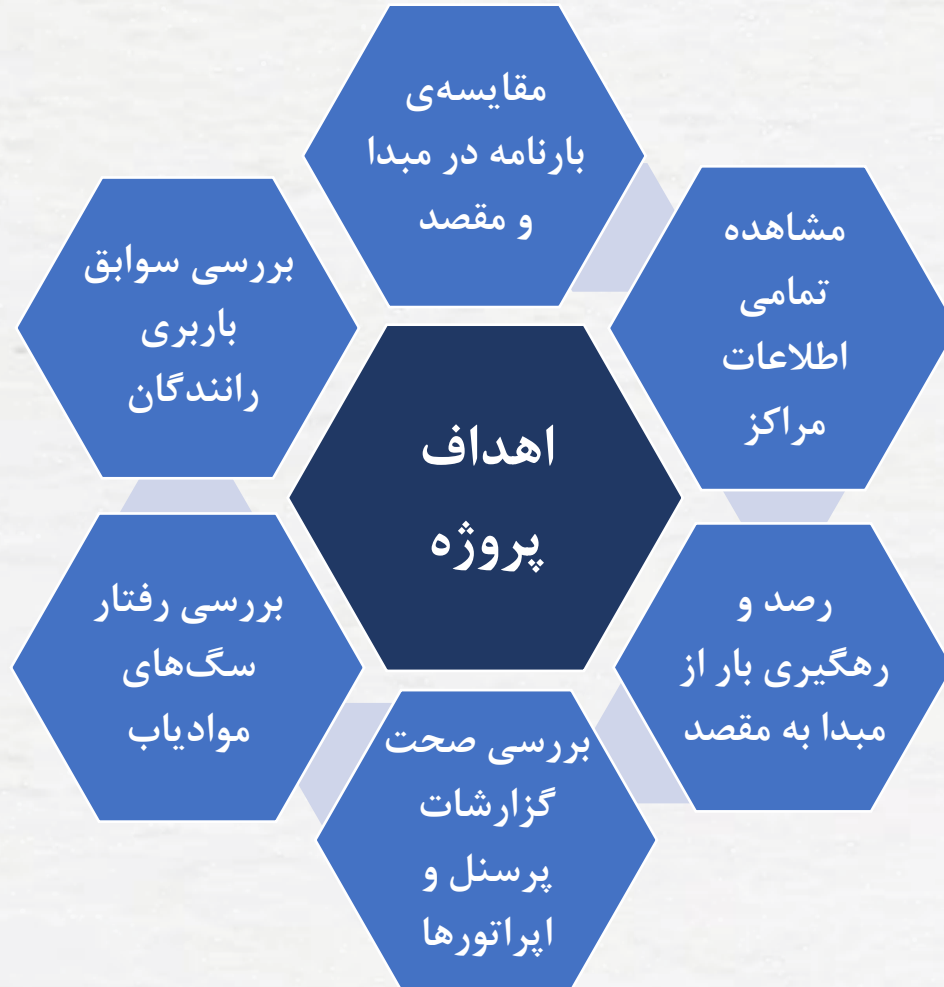 مقایسه‌ی
بارنامه در مبدا
و مقصد
مشاهده
تمامی
اطلاعات
مراکز
رصد و
رهگیری بار از
مبدا به مقصد
بررسی صحت
گزارشات
پرسنل و
اپراتورها
بررسی رفتار
سگ‌های
موادیاب
بررسی سوابق
باربری
رانندگان
اهداف
پروژه